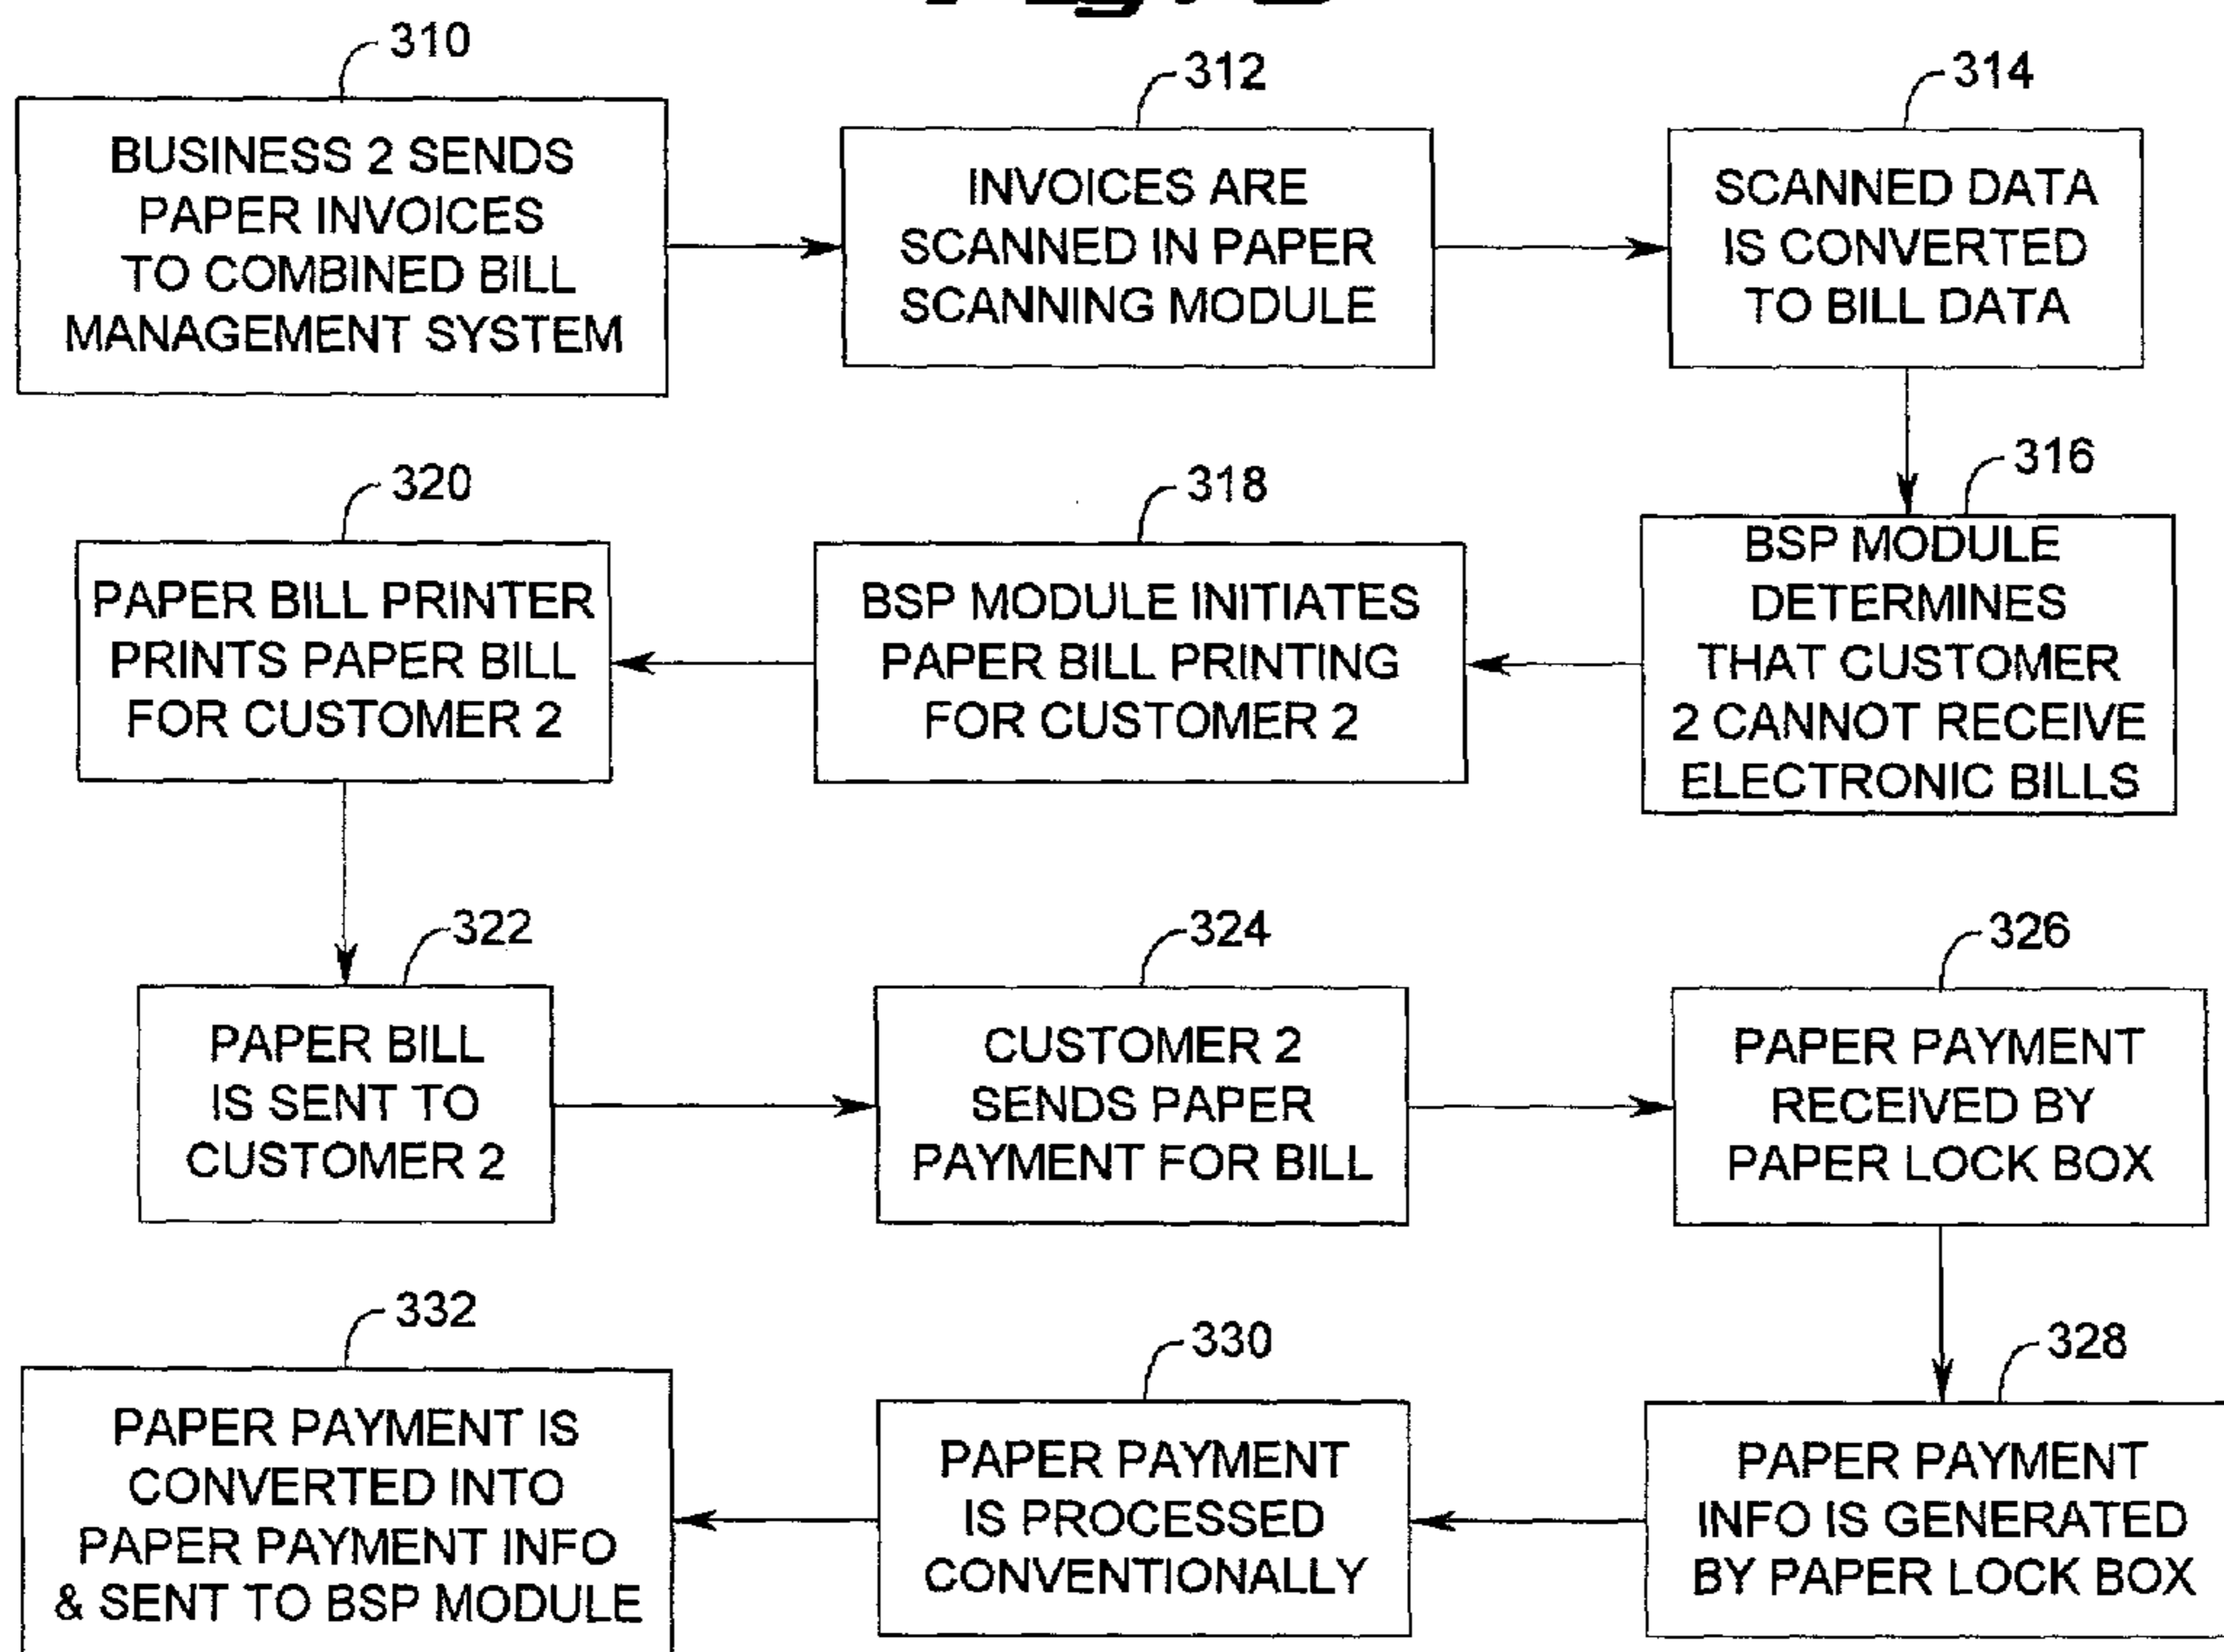 310
BUSINESS 2 SENDS
PAPER INVOICES
TO COMBINED BILL
MANAGEMENT SYSTEM
312
INVOICES ARE
SCANNED IN PAPER
SCANNING MODULE
314
SCANNED DATA
IS CONVERTED
TO BILL DATA
316
BSP MODULE
DETERMINES
THAT CUSTOMER
2 CANNOT RECEIVE
ELECTRONIC BILLS
318
BSP MODULE INITIATES
PAPER BILL PRINTING
FOR CUSTOMER 2
320
PAPER BILL PRINTER
PRINTS PAPER BILL
FOR CUSTOMER 2
322
PAPER BILL
IS SENT TO
CUSTOMER 2
324
CUSTOMER 2
SENDS PAPER
PAYMENT FOR BILL
326
PAPER PAYMENT
RECEIVED BY
PAPER LOCK BOX
328
PAPER PAYMENT
INFO IS GENERATED
BY PAPER LOCK BOX
330
PAPER PAYMENT
IS PROCESSED
CONVENTIONALLY
332
PAPER PAYMENT IS
CONVERTED INTO
PAPER PAYMENT INFO
& SENT TO BSP MODULE